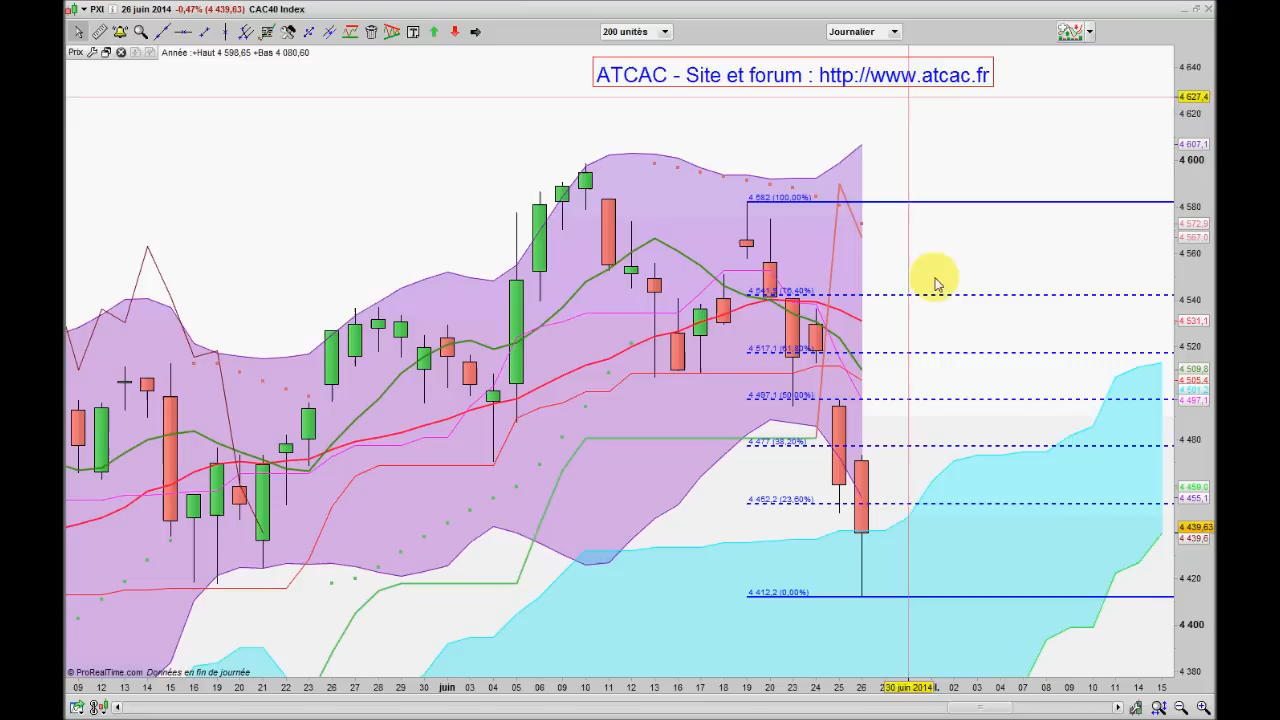 PXI 26 juin 2014 -0,47% (4 439,63) CAC40 Index
200 unités
Journalier
Prix Année : +Haut 4 598,65 +Bas 4 080,60
ATCAC - Site et forum : http://www.atcac.fr
4 640
4 627,4
4 620
4 607,1
4 600
4 582 (100,00%)
4 580
4 572,9
4 567,0
4 560
4 540
4 531,1
4 520
4 517,1 (61,80%)
4 509,8
4 505,4
4 497,1 (50,00%)
4 497,1
4 477 (38,20%)
4 480
4 459,0
4 455,1
4 452,2 (23,60%)
4 439,63
4 439,6
4 420
4 412,2 (0,00%)
4 400
4 380
© ProRealTime.com Données en fin de journée
09 12 13 14 15 16 19 20 21 22 23 26 27 28 29 30 juin 03 04 05 06 09 10 11 12 13 16 17 18 19 20 23 24 25 26 30 juin 2014 02 03 04 07 08 09 10 11 14 15